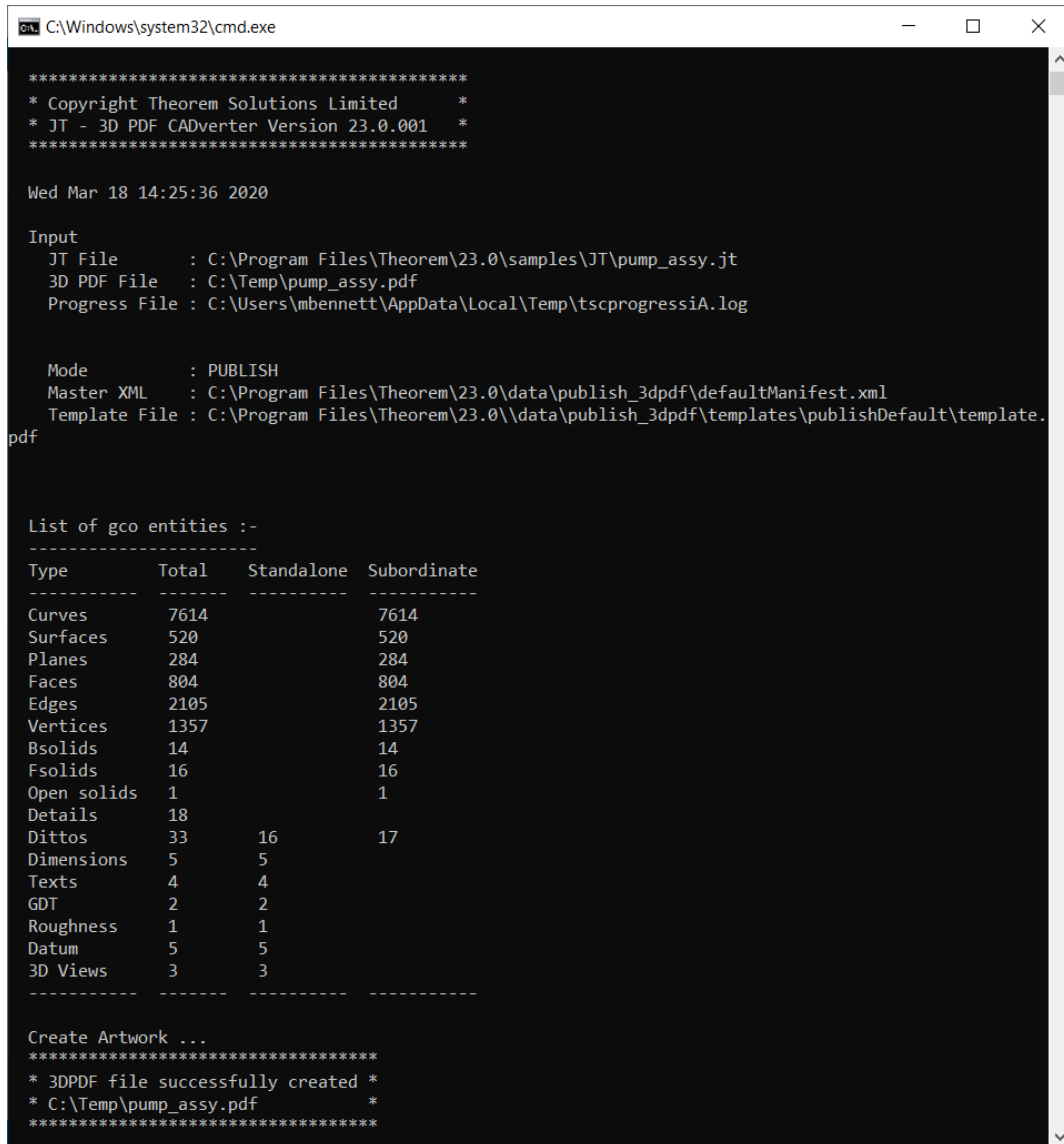 C:\Windows\system32\cmd.exe
********************************************
* Copyright Theorem Solutions Limited      *
* JT - 3D PDF CADverter Version 23.0.001   *
********************************************
Wed Mar 18 14:25:36 2020
Input
JT File       : C:\Program Files\Theorem\23.0\samples\JT\pump_assy.jt
3D PDF File   : C:\Temp\pump_assy.pdf
Progress File : C:\Users\mbennett\AppData\Local\Temp\tscprogressiA.log
Mode          : PUBLISH
Master XML    : C:\Program Files\Theorem\23.0\data\publish_3dpdf\defaultManifest.xml
Template File : C:\Program Files\Theorem\23.0\\data\publish_3dpdf\templates\publishDefault\template.
pdf
List of gco entities :-
-----------------------
Type         Total    Standalone  Subordinate
-----------  -------  ----------  -----------
Curves        7614                 7614
Surfaces      520                  520
Planes        284                  284
Faces         804                  804
Edges         2105                 2105
Vertices      1357                 1357
Bsolids       14                   14
Fsolids       16                   16
Open solids   1                    1
Details       18
Dittos        33       16          17
Dimensions    5        5
Texts         4        4
GDT           2        2
Roughness     1        1
Datum         5        5
3D Views      3        3
-----------  -------  ----------  -----------
Create Artwork ...
***********************************
* 3DPDF file successfully created *
* C:\Temp\pump_assy.pdf           *
***********************************